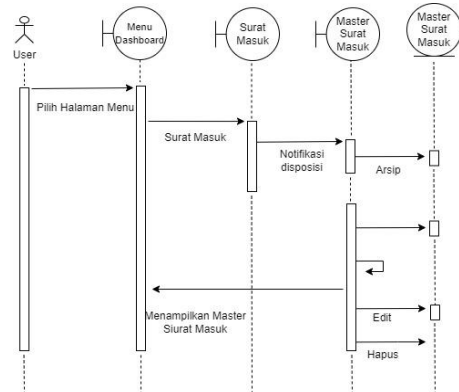 User
Menu
Dashboard
Surat
Masuk
Master
Surat
Masuk
Master
Surat
Masuk
Pilih Halaman Menu
Surat Masuk
Notifikasi
disposisi
Arsip
Menampilkan Master
Siurat Masuk
Edit
Hapus